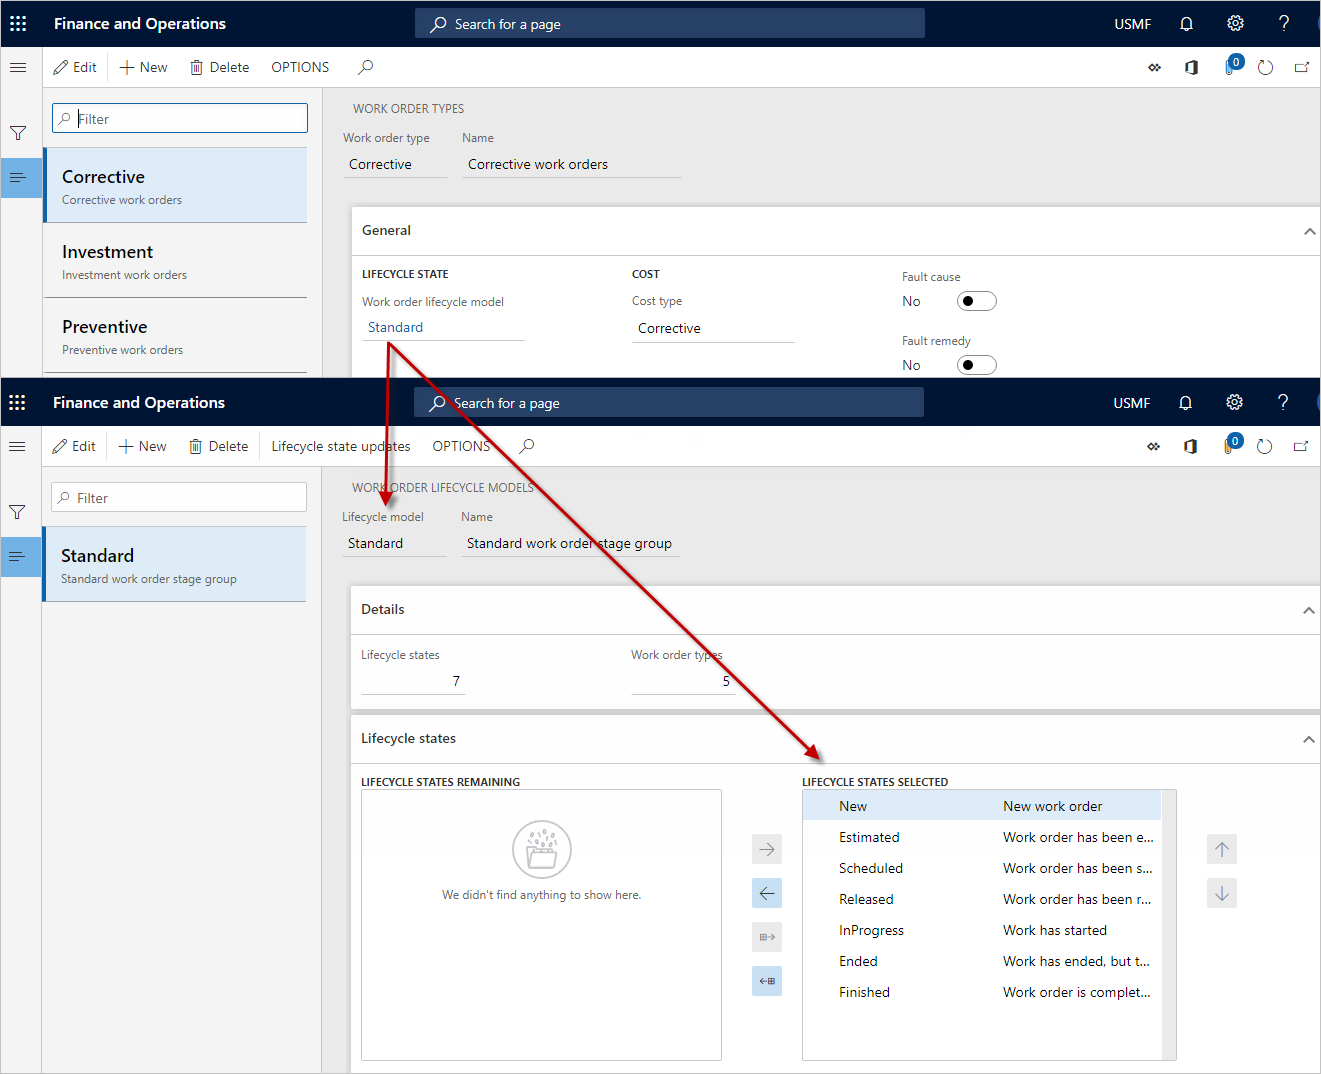 Finance and Operations
Search for a page
USMF
?
Edit
New
Delete
OPTIONS
0
Filter
Corrective
Corrective work orders
Investment
Investment work orders
Preventive
Preventive work orders
WORK ORDER TYPES
Work order type
Name
Corrective
Corrective work orders
General
LIFECYCLE STATE
Work order lifecycle model
Standard
COST
Cost type
Corrective
Fault cause
No
Fault remedy
No
Finance and Operations
Search for a page
USMF
?
Edit
New
Delete
Lifecycle state updates
OPTIONS
0
Filter
Standard
Standard work order stage group
WORK ORDER LIFECYCLE MODELS
Lifecycle model
Name
Standard
Standard work order stage group
Details
Lifecycle states
7
Work order types
5
Lifecycle states
LIFECYCLE STATES REMAINING
We didn't find anything to show here.
LIFECYCLE STATES SELECTED
New New work order
Estimated Work order has been e...
Scheduled Work order has been s...
Released Work order has been r...
InProgress Work has started
Ended Work has ended, but t...
Finished Work order is complet...